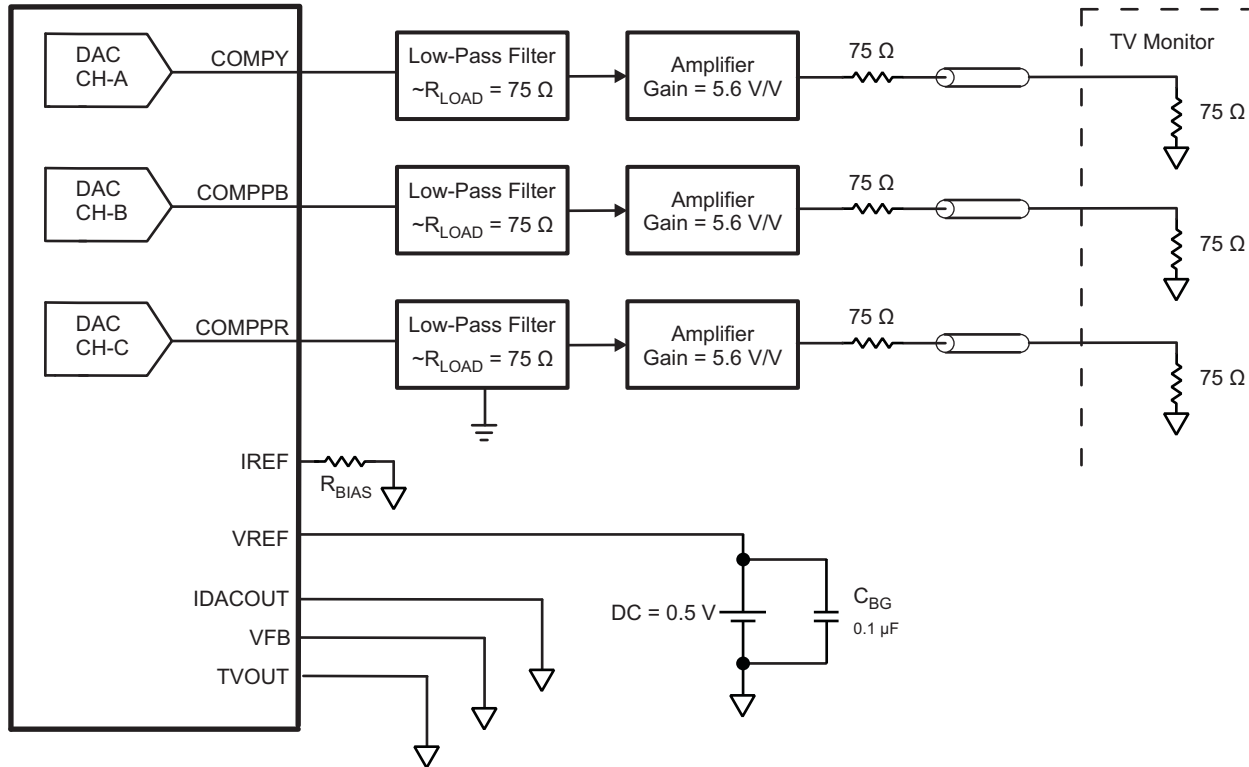 DAC
CH-A
COMPY
Low-Pass Filter
~R_LOAD = 75 Ω
Amplifier
Gain = 5.6 V/V
75 Ω
TV Monitor
75 Ω
DAC
CH-B
COMPPB
Low-Pass Filter
~R_LOAD = 75 Ω
Amplifier
Gain = 5.6 V/V
75 Ω
75 Ω
DAC
CH-C
COMPPR
Low-Pass Filter
~R_LOAD = 75 Ω
Amplifier
Gain = 5.6 V/V
75 Ω
75 Ω
IREF
R_BIAS
VREF
IDACOUT
VFB
TVOUT
DC = 0.5 V
C_BG
0.1 µF